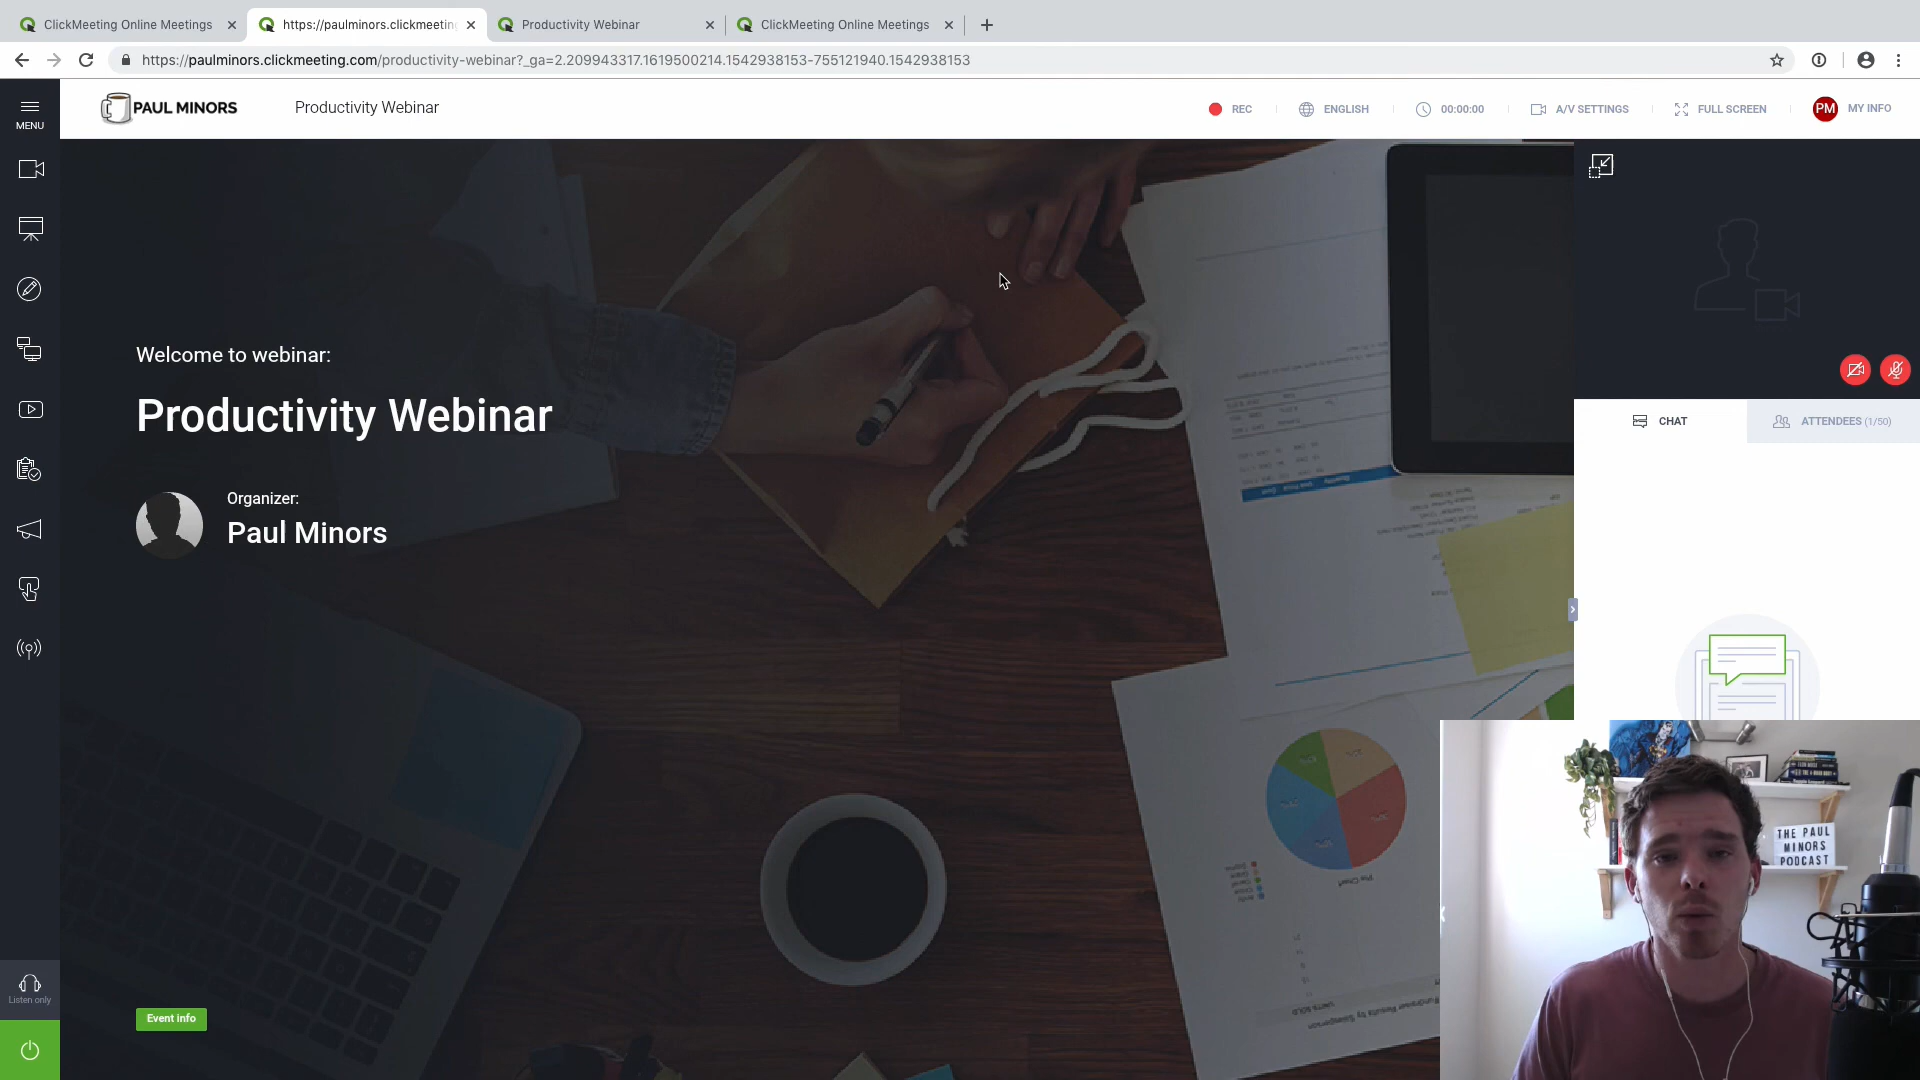 ClickMeeting Online Meetings
https://paulminors.clickmeeting
Productivity Webinar
ClickMeeting Online Meetings
https://paulminors.clickmeeting.com/productivity-webinar?_ga=2.209943317.1619500214.1542938153-755121940.1542938153
MENU
PAUL MINORS
Productivity Webinar
REC
ENGLISH
00:00:00
A/V SETTINGS
FULL SCREEN
PM
MY INFO
Welcome to webinar:
Productivity Webinar
Organizer:
Paul Minors
CHAT
ATTENDEES (1/50)
THE PAUL
MINORS
PODCAST
Pie Chart
Listen only
Event info